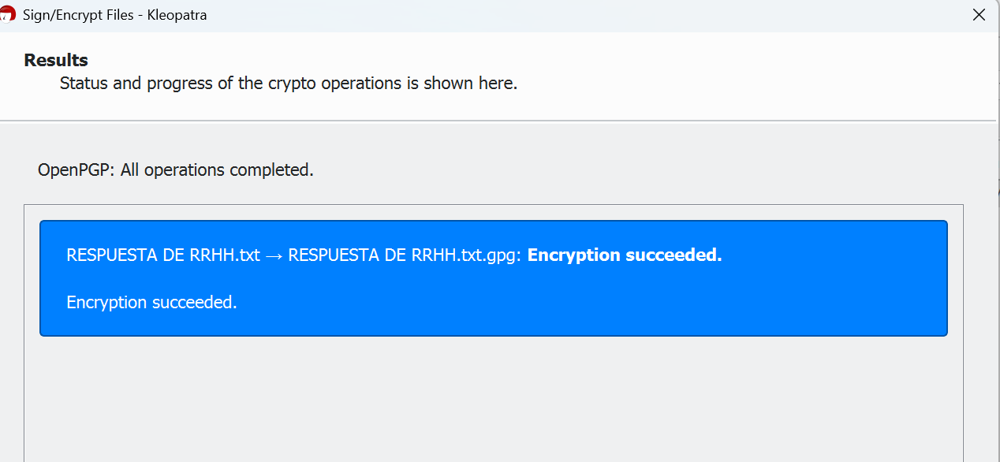 Sign/Encrypt Files - Kleopatra
Results
Status and progress of the crypto operations is shown here.
OpenPGP: All operations completed.
RESPUESTA DE RRHH.txt → RESPUESTA DE RRHH.txt.gpg: Encryption succeeded.
Encryption succeeded.